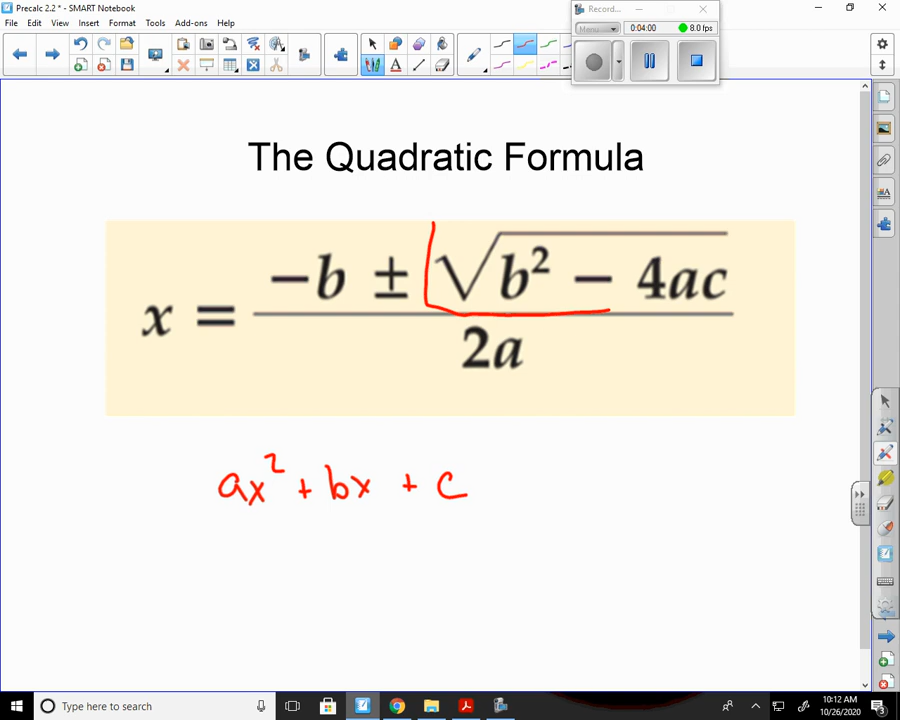 Precalc 2.2 * - SMART Notebook
Record...
File Edit View Insert Format Tools Add-ons Help
Menu
0:04:00
8.0 fps
The Quadratic Formula
x = −b ± √b² − 4ac
2a
ax² + bx + c
Type here to search
10:12 AM
10/26/2020
3